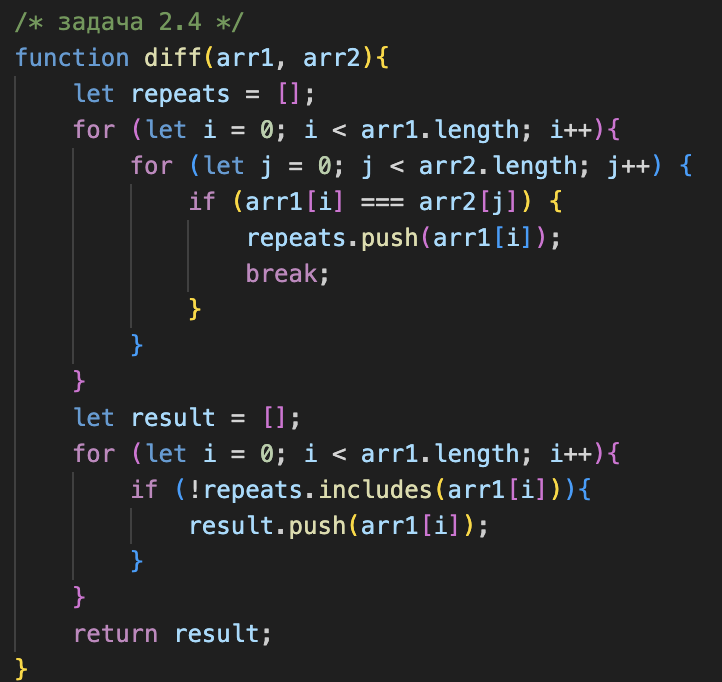 /* задача 2.4 */
function diff(arr1, arr2){
    let repeats = [];
    for (let i = 0; i < arr1.length; i++){
        for (let j = 0; j < arr2.length; j++) {
            if (arr1[i] === arr2[j]) {
                repeats.push(arr1[i]);
                break;
            }
        }
    }
    let result = [];
    for (let i = 0; i < arr1.length; i++){
        if (!repeats.includes(arr1[i])){
            result.push(arr1[i]);
        }
    }
    return result;
}